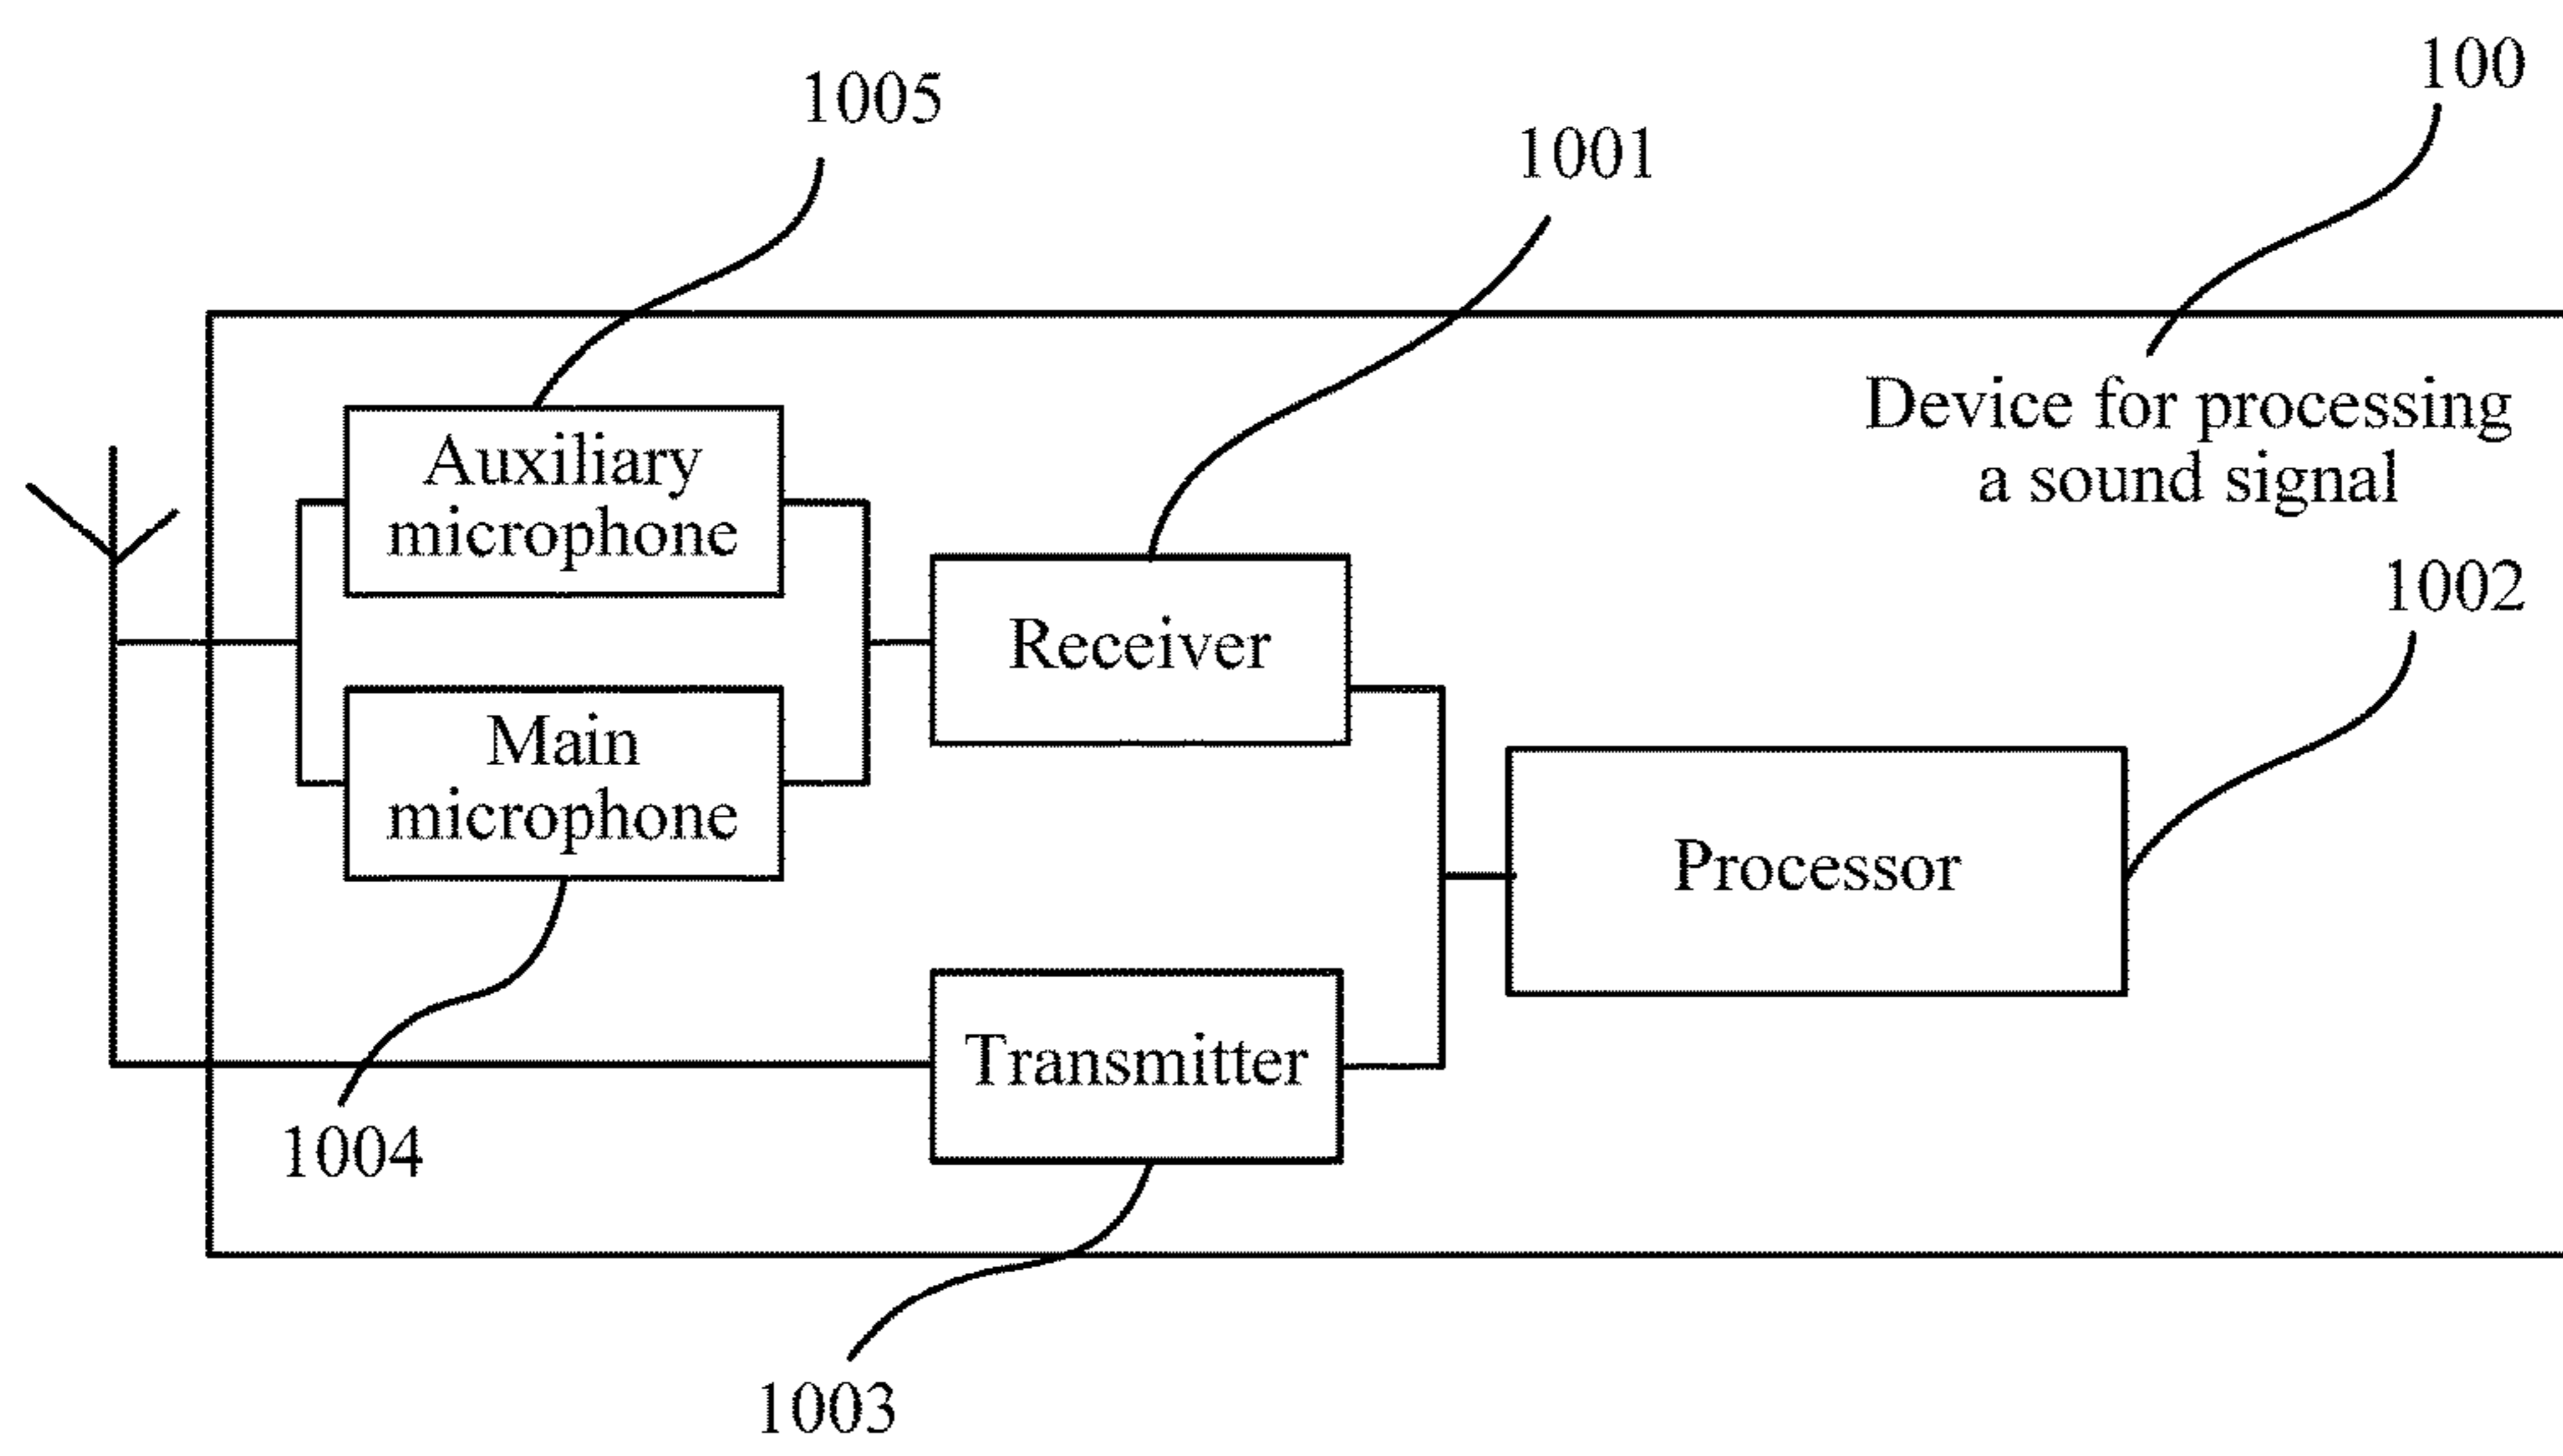 100
1005
1001
Device for processing
a sound signal
Auxiliary
microphone
1002
Receiver
Main
microphone
Processor
Transmitter
1004
1003